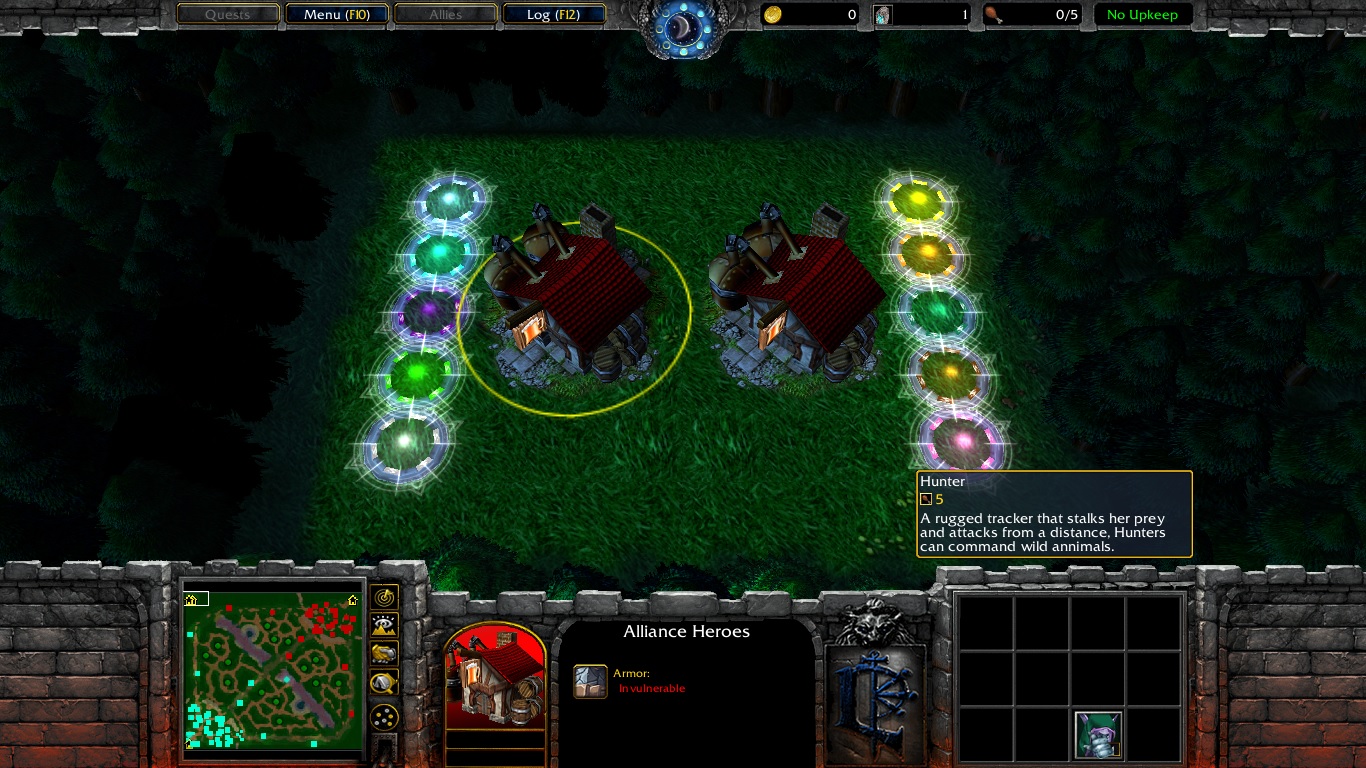 Quests
Menu (F10)
Allies
Log (F12)
0
1
0/5
No Upkeep
Hunter
5
A rugged tracker that stalks her prey
and attacks from a distance, Hunters
can command wild annimals.
Alliance Heroes
Armor:
Invulnerable